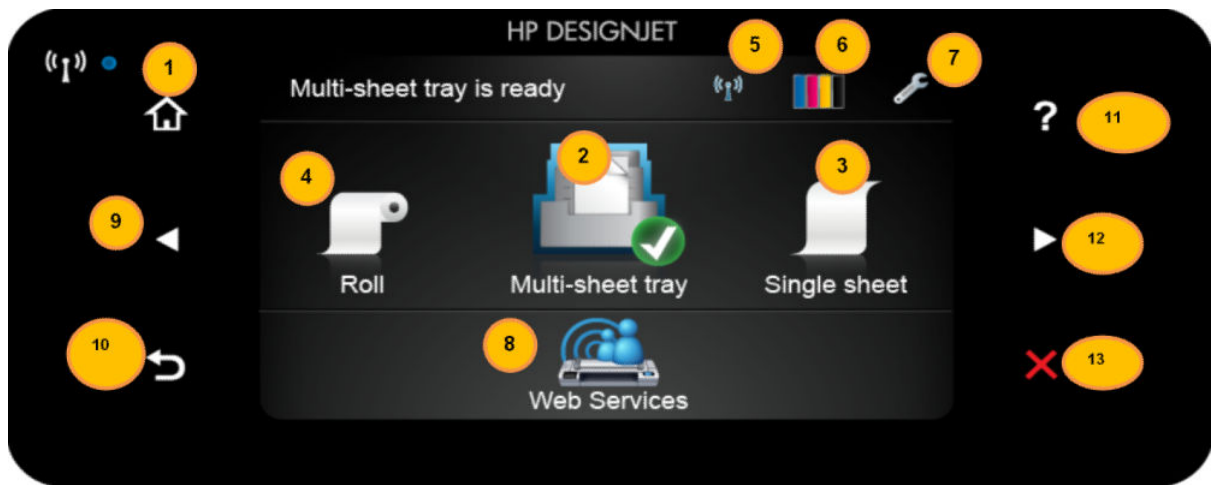 HP DESIGNJET
5
6
7
1
Multi-sheet tray is ready
?
11
2
3
4
9
12
Roll
Multi-sheet tray
Single sheet
10
8
13
Web Services